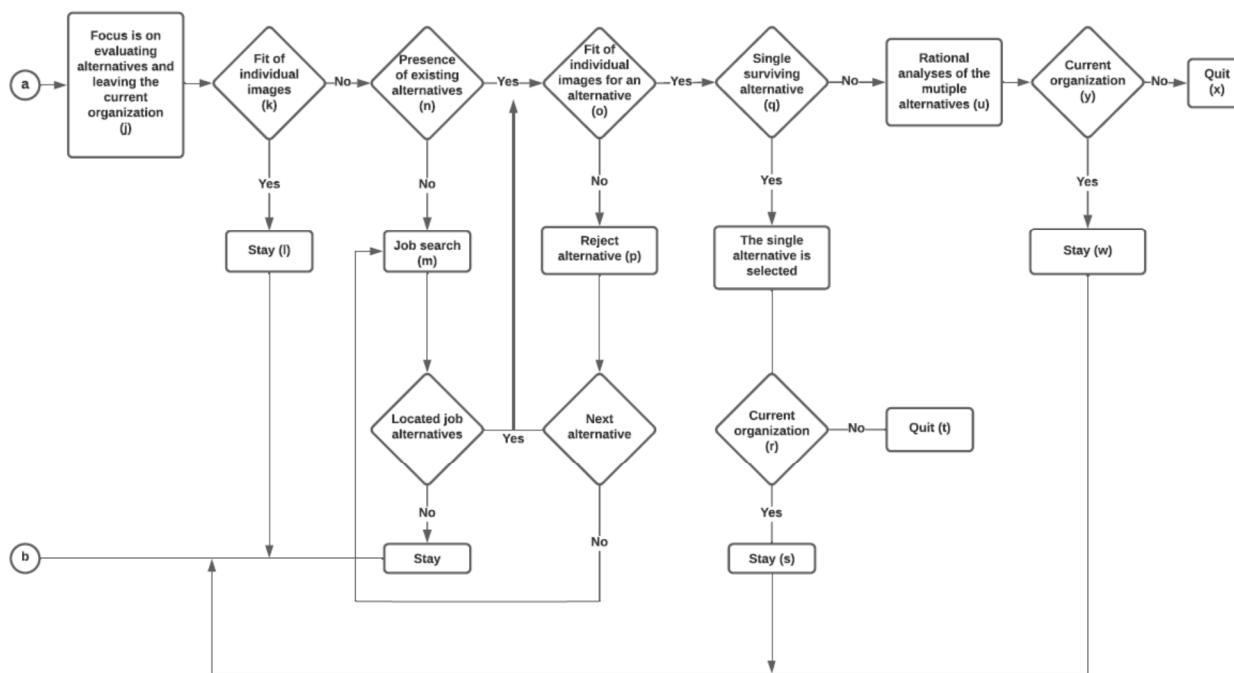 a
Focus is on
evaluating
alternatives and
leaving the
current
organization
(j)
Fit of
individual
images
(k)
No
Presence
of existing
alternatives
(n)
Yes
Fit of
individual
images for an
alternative
(o)
Yes
Single
surviving
alternative
(q)
No
Rational
analyses of the
mutiple
alternatives (u)
Current
organization
(y)
No
Quit
(x)
Yes
No
No
Yes
Yes
Stay (l)
Job search
(m)
Reject
alternative (p)
The single
alternative is
selected
Stay (w)
Located job
alternatives
Yes
Next
alternative
Current
organization
(r)
No
Quit (t)
No
No
Yes
b
Stay
Stay (s)